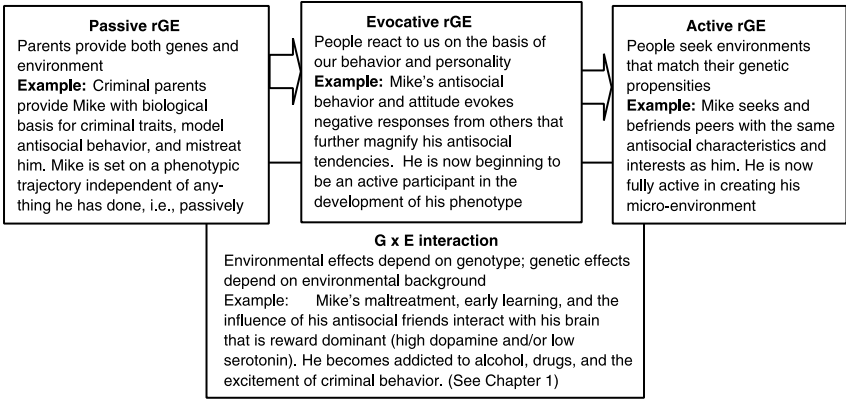 Passive rGE
Parents provide both genes and
environment
Example: Criminal parents
provide Mike with biological
basis for criminal traits, model
antisocial behavior, and mistreat
him. Mike is set on a phenotypic
trajectory independent of any-
thing he has done, i.e., passively
Evocative rGE
People react to us on the basis of
our behavior and personality
Example: Mike's antisocial
behavior and attitude evokes
negative responses from others that
further magnify his antisocial
tendencies. He is now beginning to
be an active participant in the
development of his phenotype
Active rGE
People seek environments
that match their genetic
propensities
Example: Mike seeks and
befriends peers with the same
antisocial characteristics and
interests as him. He is now
fully active in creating his
micro-environment
G x E interaction
Environmental effects depend on genotype; genetic effects
depend on environmental background
Example: Mike's maltreatment, early learning, and the
influence of his antisocial friends interact with his brain
that is reward dominant (high dopamine and/or low
serotonin). He becomes addicted to alcohol, drugs, and the
excitement of criminal behavior. (See Chapter 1)